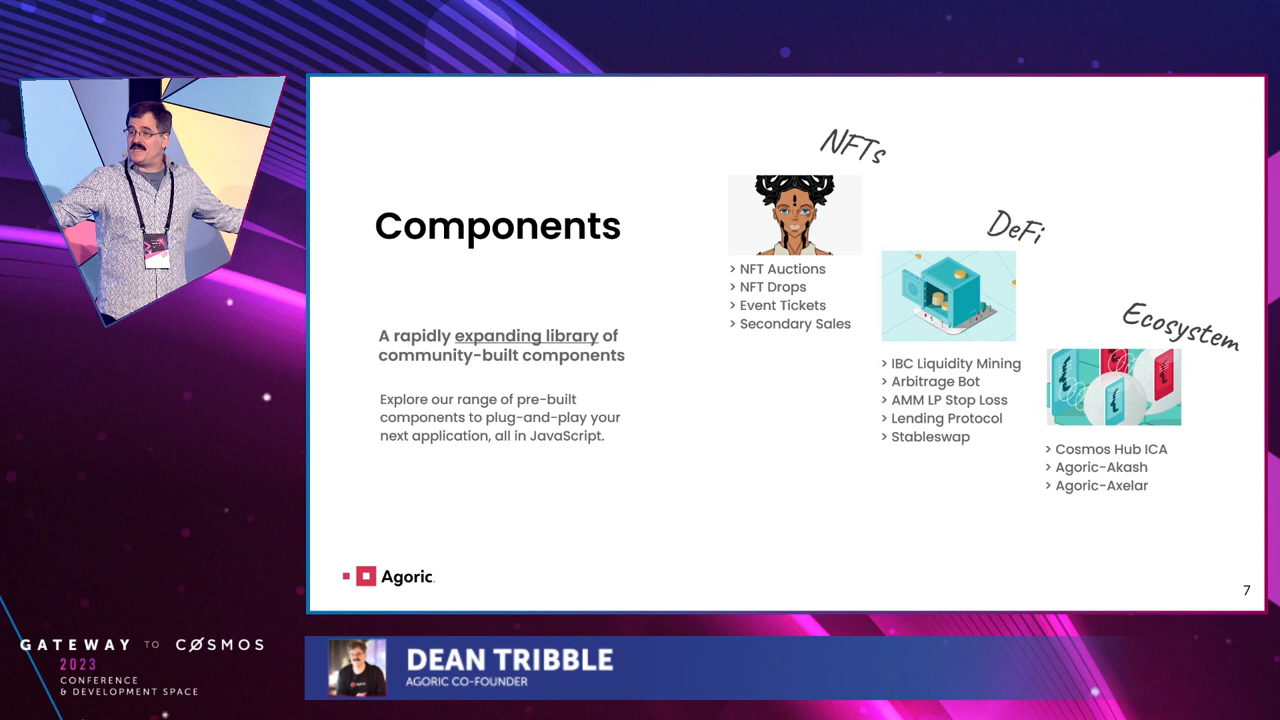 Components
A rapidly expanding library of
community-built components
Explore our range of pre-built
components to plug-and-play your
next application, all in JavaScript.
NFTs
> NFT Auctions
> NFT Drops
> Event Tickets
> Secondary Sales
DeFi
> IBC Liquidity Mining
> Arbitrage Bot
> AMM LP Stop Loss
> Lending Protocol
> Stableswap
Ecosystem
> Cosmos Hub ICA
> Agoric-Akash
> Agoric-Axelar
Agoric
7
GATEWAY TO CØSMOS
2023
CONFERENCE
& DEVELOPMENT SPACE
DEAN TRIBBLE
AGORIC CO-FOUNDER